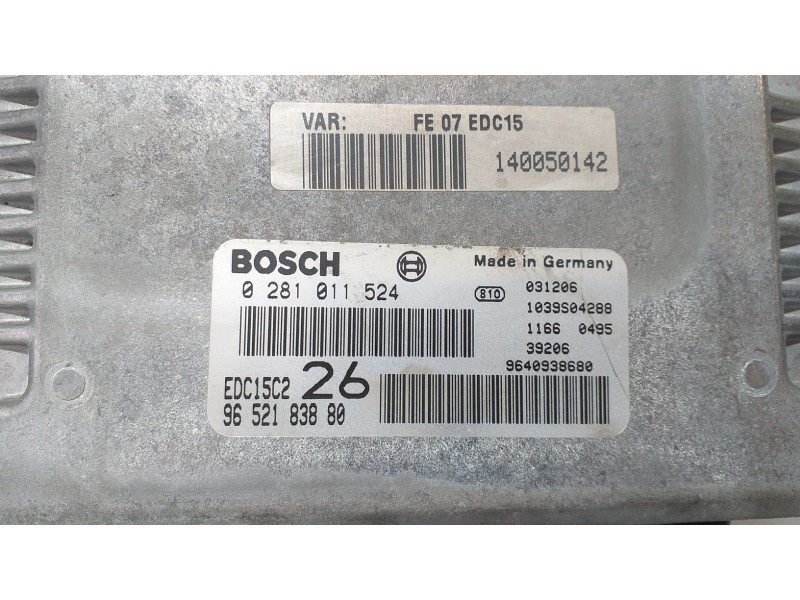 VAR: FE 07 EDC15
140050142
BOSCH Made in Germany
0 281 011 524 810 031206
1039S04288
1166 0495
39206
EDC15C2 26 9640938680
96 521 838 80